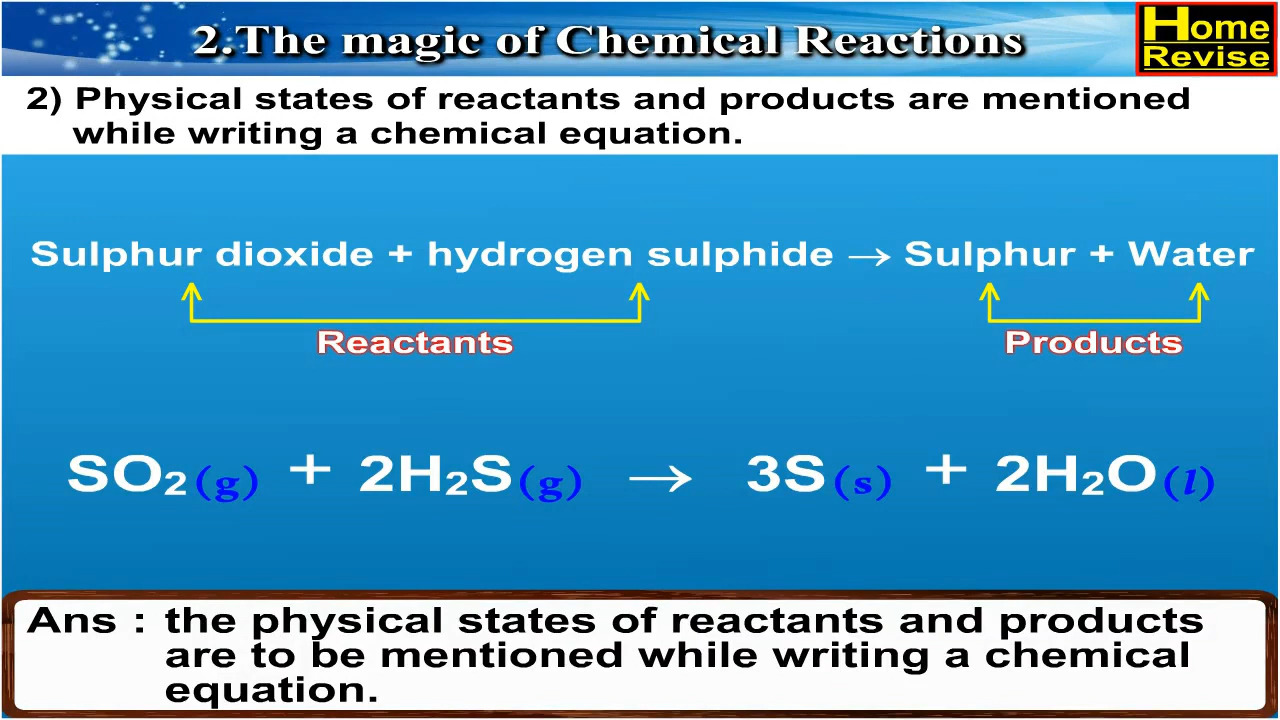 2.The magic of Chemical Reactions
Home
Revise
2) Physical states of reactants and products are mentioned
while writing a chemical equation.
Sulphur dioxide + hydrogen sulphide → Sulphur + Water
Reactants
Products
SO₂(g) + 2H₂S(g) → 3S(s) + 2H₂O(l)
Ans : the physical states of reactants and products
are to be mentioned while writing a chemical
equation.